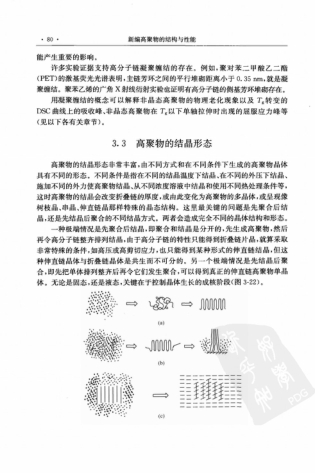 · 80 ·
新编高聚物的结构与性能
能产生重要的影响。
许多实验证据支持高分子链凝聚缠结的存在。例如,聚对苯二甲酸乙二酯
(PET)的激基荧光光谱表明,主链芳环之间的平行堆砌距离小于 0.35 nm,就是凝
聚缠结。聚苯乙烯的广角X射线衍射实验也证明有高分子链的侧基芳环堆砌存在。
用凝聚缠结的概念可以解释非晶态高聚物的物理老化现象以及 Tg转变的
DSC曲线上的吸收峰、非晶态高聚物在 Tg以下单轴拉伸时出现的屈服应力峰等
(见以下各有关章节)。
3.3 高聚物的结晶形态
高聚物的结晶形态非常丰富,由不同方式和在不同条件下生成的高聚物晶体
具有不同的形态。不同条件是指在不同的结晶温度下结晶、在不同的外压下结晶、
施加不同的外力使高聚物结晶、从不同浓度溶液中结晶和使用不同热处理条件等,
这时高聚物的结晶会改变折叠链的厚度,或由此变化为高聚物的多晶体,或呈现像
树枝晶、串晶、伸直链晶那样特殊的晶态结构。这里最关键的问题是先聚合后结
晶,还是先结晶后聚合的不同结晶方式。两者会造成完全不同的晶体结构和形态。
一种极端情况是先聚合后结晶,即聚合和结晶是分开的,先生成高聚物,然后
再令高分子链整齐排列结晶,由于高分子链的特性只能得到折叠链片晶,就算采取
非常特殊的条件,如高压或高剪切应力,也只能得到某种形式的伸直链结晶,但这
种伸直链晶体与折叠链晶体是共生而不可分的。另一个极端情况是先结晶后聚
合,即先把单体排列整齐后再令它们发生聚合,可以得到真正的伸直链高聚物单晶
体。无论是固态,还是液态,关键在于控制晶体生长的成核阶段(图 3-22)。
(a)
(b)
(c)